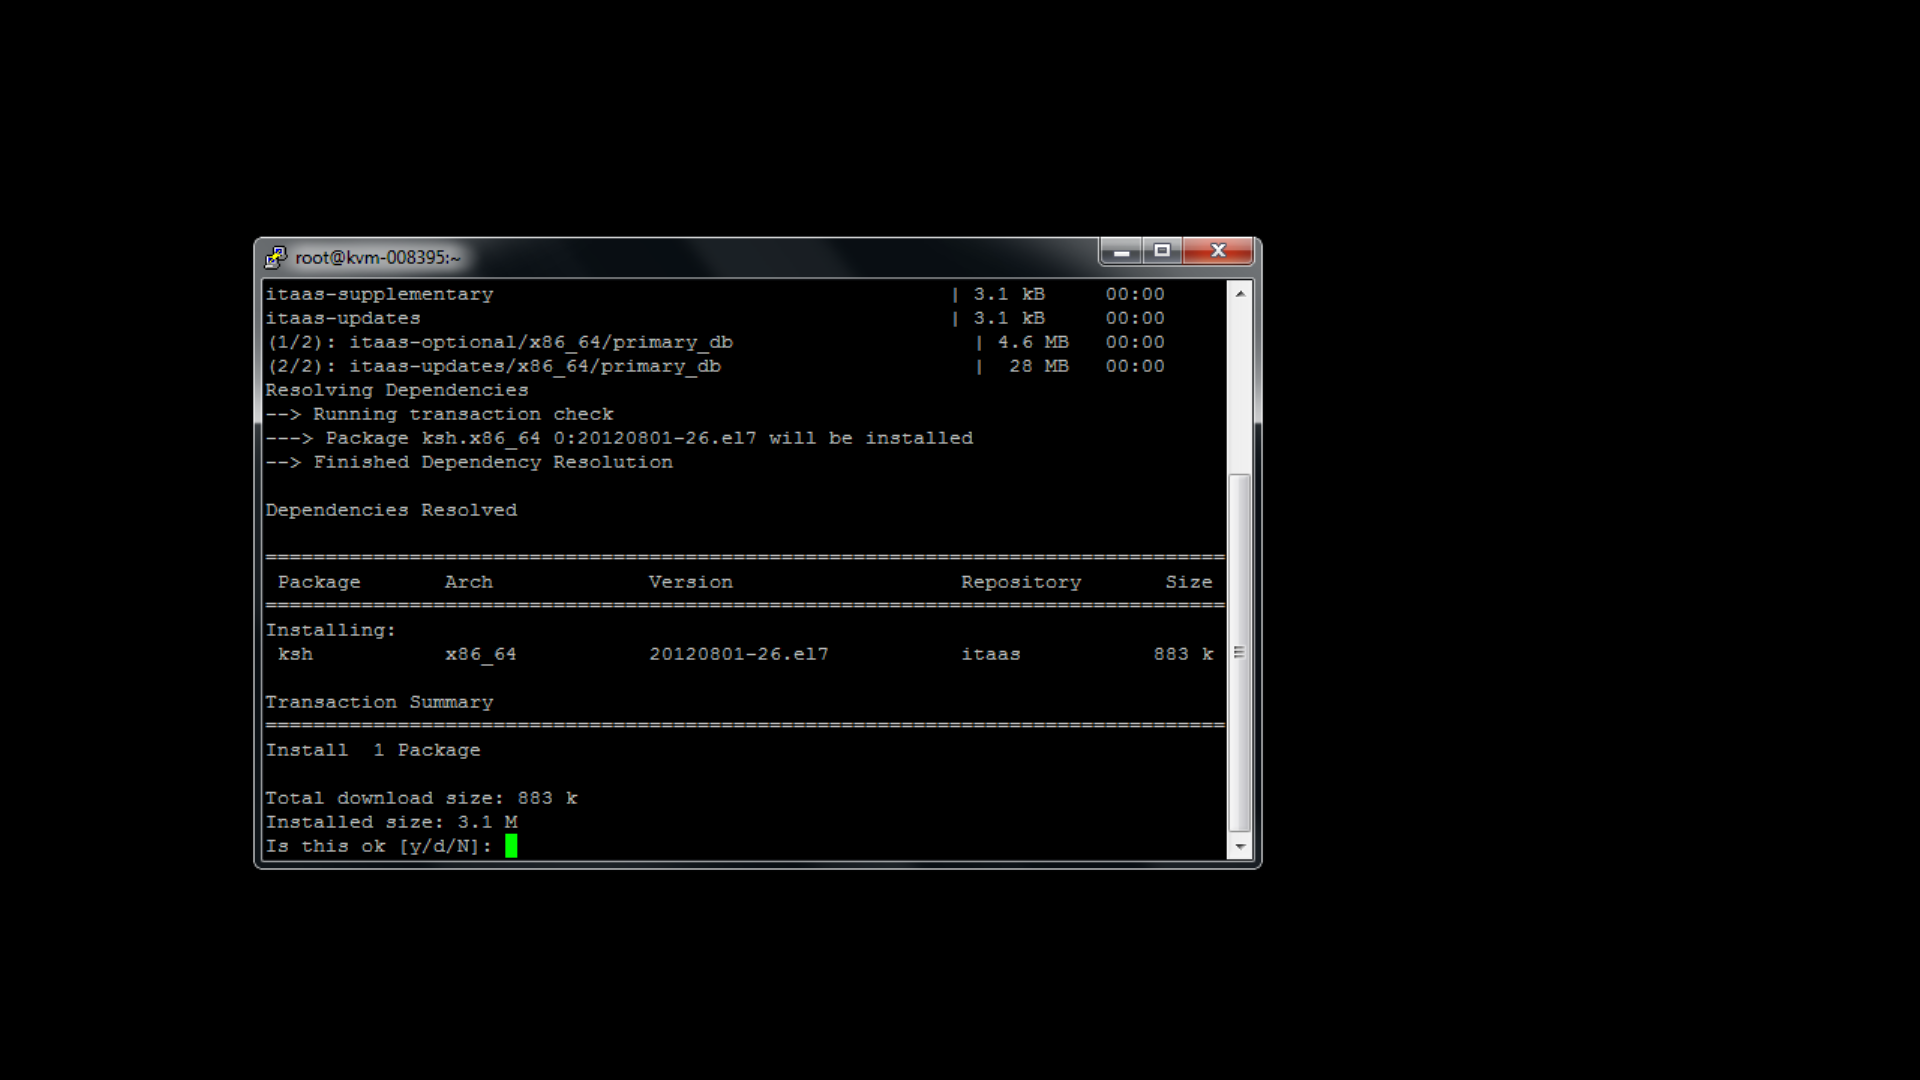 root@kvm-008395:~
itaas-supplementary | 3.1 kB 00:00
itaas-updates | 3.1 kB 00:00
(1/2): itaas-optional/x86_64/primary_db | 4.6 MB 00:00
(2/2): itaas-updates/x86_64/primary_db | 28 MB 00:00
Resolving Dependencies
--> Running transaction check
---> Package ksh.x86_64 0:20120801-26.el7 will be installed
--> Finished Dependency Resolution
Dependencies Resolved
================================================================================
Package Arch Version Repository Size
================================================================================
Installing:
ksh x86_64 20120801-26.el7 itaas 883 k
Transaction Summary
================================================================================
Install 1 Package
Total download size: 883 k
Installed size: 3.1 M
Is this ok [y/d/N]: